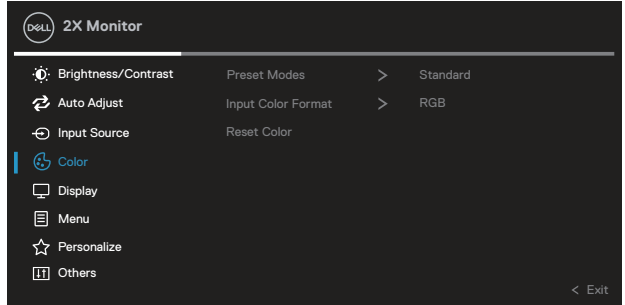 DELL 2X Monitor
Brightness/Contrast Preset Modes > Standard
Auto Adjust Input Color Format > RGB
Input Source Reset Color
Color
Display
Menu
Personalize
Others
< Exit